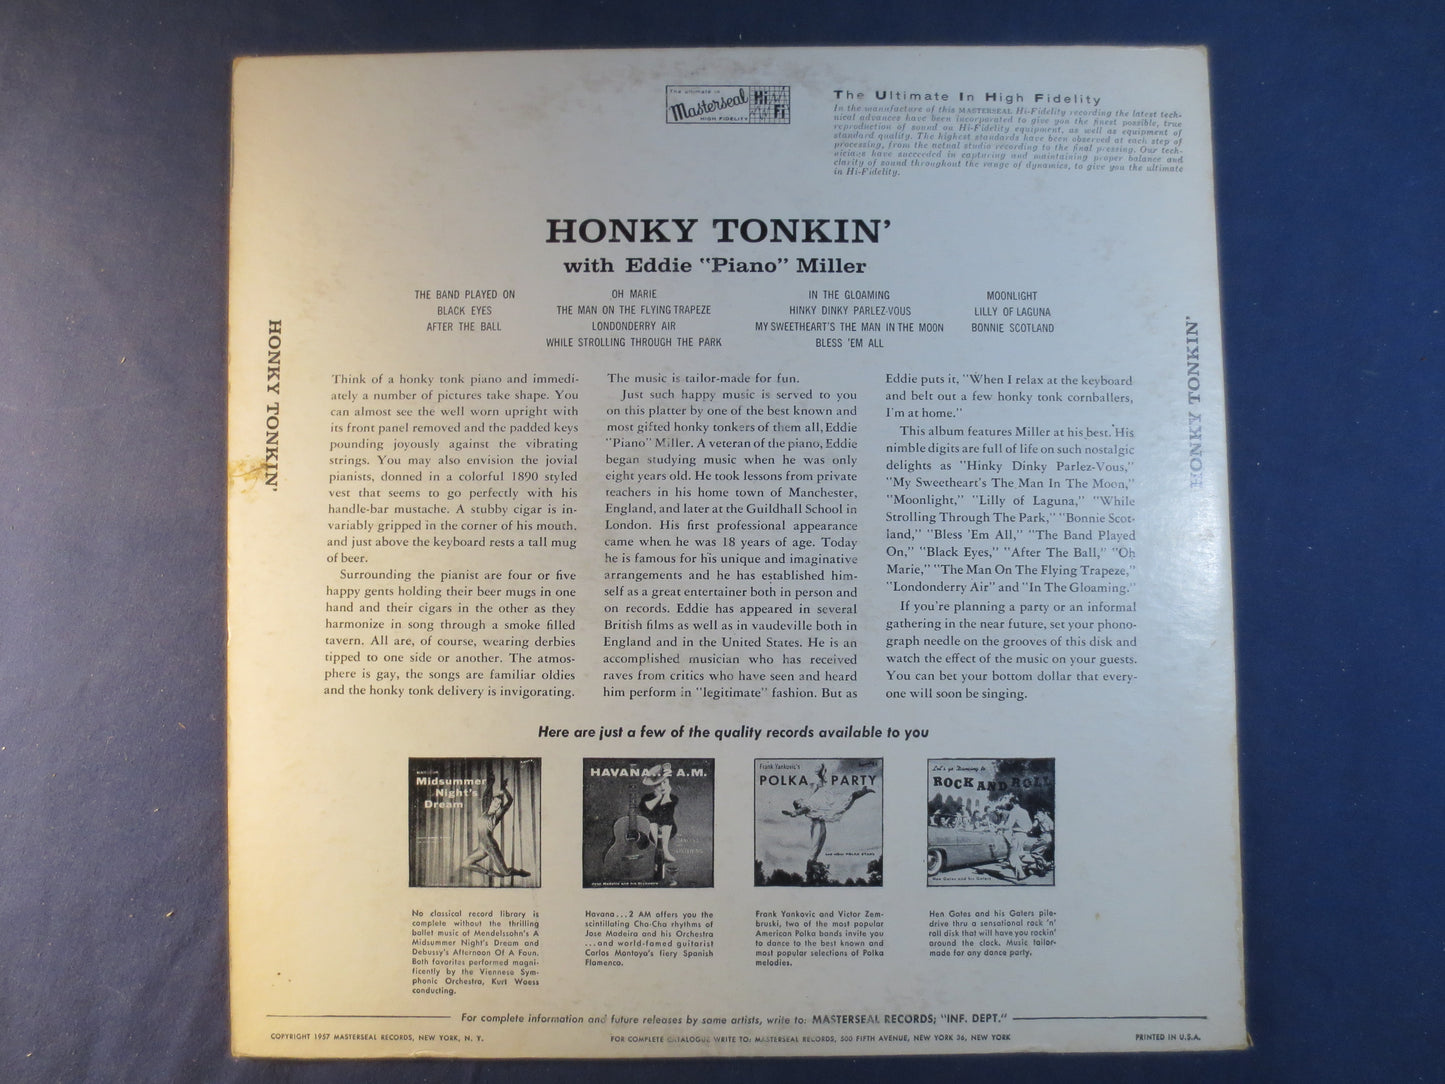 The ultimate in
Masterseal
HIGH FIDELITY
Hi
Fi
The Ultimate In High Fidelity
In the manufacture of this MASTERSEAL Hi-Fidelity recording the latest tech-
nical advances have been incorporated to give you the finest possible, true
reproduction of sound on Hi-Fidelity equipment, as well as equipment of
standard quality. The highest standards have been observed at each step of
processing, from the actual studio recording to the final pressing. Our tech-
nicians have succeeded in capturing and maintaining proper balance and
clarity of sound throughout the range of dynamics, to give you the ultimate
in Hi-Fidelity.
HONKY TONKIN'
with Eddie "Piano" Miller
THE BAND PLAYED ON
BLACK EYES
AFTER THE BALL
OH MARIE
THE MAN ON THE FLYING TRAPEZE
LONDONDERRY AIR
WHILE STROLLING THROUGH THE PARK
IN THE GLOAMING
HINKY DINKY PARLEZ-VOUS
MY SWEETHEART'S THE MAN IN THE MOON
BLESS 'EM ALL
MOONLIGHT
LILLY OF LAGUNA
BONNIE SCOTLAND
HONKY TONKIN'
Think of a honky tonk piano and immedi-
ately a number of pictures take shape. You
can almost see the well worn upright with
its front panel removed and the padded keys
pounding joyously against the vibrating
strings. You may also envision the jovial
pianists, donned in a colorful 1890 styled
vest that seems to go perfectly with his
handle-bar mustache. A stubby cigar is in-
variably gripped in the corner of his mouth,
and just above the keyboard rests a tall mug
of beer.
Surrounding the pianist are four or five
happy gents holding their beer mugs in one
hand and their cigars in the other as they
harmonize in song through a smoke filled
tavern. All are, of course, wearing derbies
tipped to one side or another. The atmos-
phere is gay, the songs are familiar oldies
and the honky tonk delivery is invigorating.
The music is tailor-made for fun.
Just such happy music is served to you
on this platter by one of the best known and
most gifted honky tonkers of them all, Eddie
"Piano" Miller. A veteran of the piano, Eddie
began studying music when he was only
eight years old. He took lessons from private
teachers in his home town of Manchester,
England, and later at the Guildhall School in
London. His first professional appearance
came when he was 18 years of age. Today
he is famous for his unique and imaginative
arrangements and he has established him-
self as a great entertainer both in person and
on records. Eddie has appeared in several
British films as well as in vaudeville both in
England and in the United States. He is an
accomplished musician who has received
raves from critics who have seen and heard
him perform in "legitimate" fashion. But as
Eddie puts it, "When I relax at the keyboard
and belt out a few honky tonk cornballers,
I'm at home."
This album features Miller at his best. His
nimble digits are full of life on such nostalgic
delights as "Hinky Dinky Parlez-Vous,"
"My Sweetheart's The Man In The Moon,"
"Moonlight," "Lilly of Laguna," "While
Strolling Through The Park," "Bonnie Scot-
land," "Bless 'Em All," "The Band Played
On," "Black Eyes," "After The Ball," "Oh
Marie," "The Man On The Flying Trapeze,"
"Londonderry Air" and "In The Gloaming."
If you're planning a party or an informal
gathering in the near future, set your phono-
graph needle on the grooves of this disk and
watch the effect of the music on your guests.
You can bet your bottom dollar that every-
one will soon be singing.
HONKY TONKIN'
Here are just a few of the quality records available to you
Midsummer
Night's
Dream
HAVANA..2 A.M.
Jose Madeira and his Orchestra
Frank Yankovic's
POLKA PARTY
and other POLKA STARS
Let's go Dancing to
ROCK AND ROLL
Hen Gates and his Gaters
No classical record library is
complete without the thrilling
ballet music of Mendelssohn's A
Midsummer Night's Dream and
Debussy's Afternoon Of A Faun.
Both favorites performed magni-
ficently by the Viennese Sym-
phonic Orchestra, Kurt Woess
conducting.
Havana...2 AM offers you the
scintillating Cha-Cha rhythms of
Jose Madeira and his Orchestra
...and world-famed guitarist
Carlos Montoya's fiery Spanish
Flamenco.
Frank Yankovic and Victor Zem-
bruski, two of the most popular
American Polka bands invite you
to dance to the best known and
most popular selections of Polka
melodies.
Hen Gates and his Gaters pile-
drive thru a sensational rock 'n'
roll disk that will have you rockin'
around the clock. Music tailor-
made for any dance party.
For complete information and future releases by same artists, write to: MASTERSEAL RECORDS; "INF. DEPT."
COPYRIGHT 1957 MASTERSEAL RECORDS, NEW YORK, N. Y.
FOR COMPLETE CATALOGUE WRITE TO: MASTERSEAL RECORDS, 500 FIFTH AVENUE, NEW YORK 36, NEW YORK
PRINTED IN U.S.A.